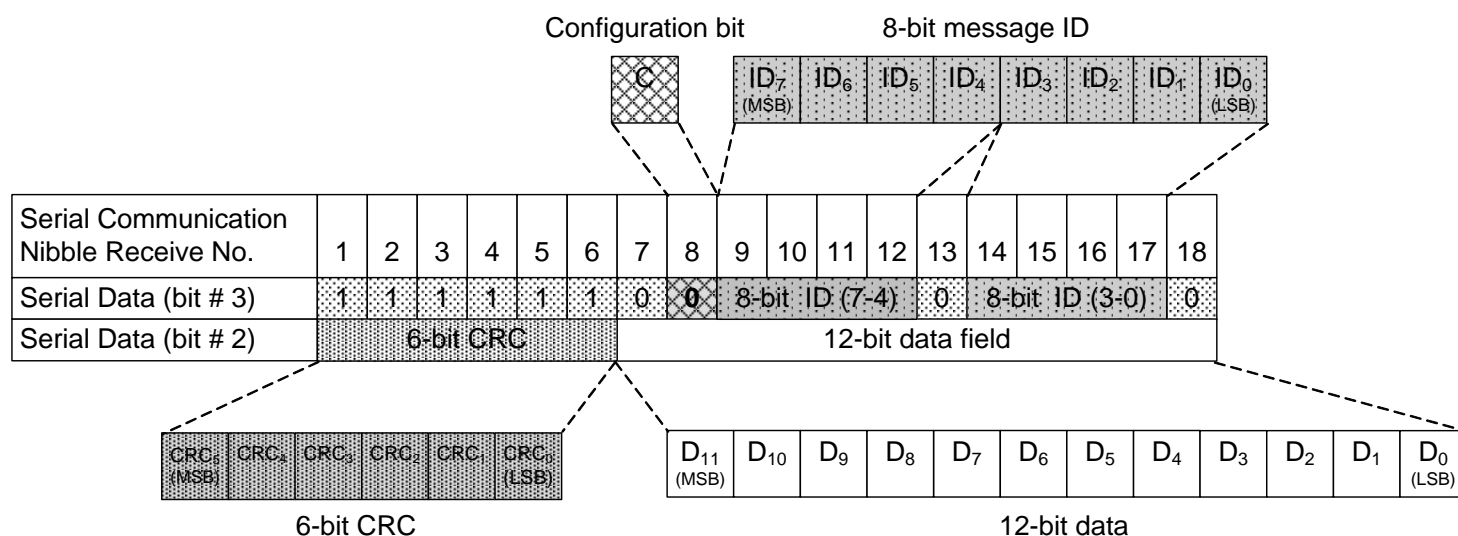 Configuration bit 8-bit message ID
C ID₇ ID₆ ID₅ ID₄ ID₃ ID₂ ID₁ ID₀
(MSB) (LSB)
Serial Communication
Nibble Receive No. 1 2 3 4 5 6 7 8 9 10 11 12 13 14 15 16 17 18
Serial Data (bit # 3) 1 1 1 1 1 1 0 0 8-bit ID (7-4) 0 8-bit ID (3-0) 0
Serial Data (bit # 2) 6-bit CRC 12-bit data field
CRC₅ CRC₄ CRC₃ CRC₂ CRC₁ CRC₀ D₁₁ D₁₀ D₉ D₈ D₇ D₆ D₅ D₄ D₃ D₂ D₁ D₀
(MSB) (LSB) (MSB) (LSB)
6-bit CRC 12-bit data